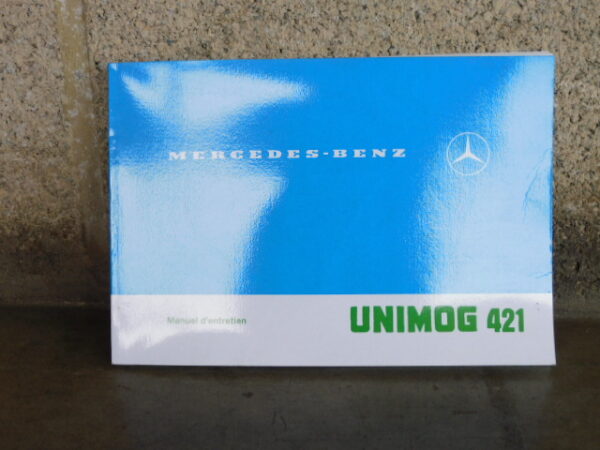 MERCEDES-BENZ
Manuel d'entretien
UNIMOG 421